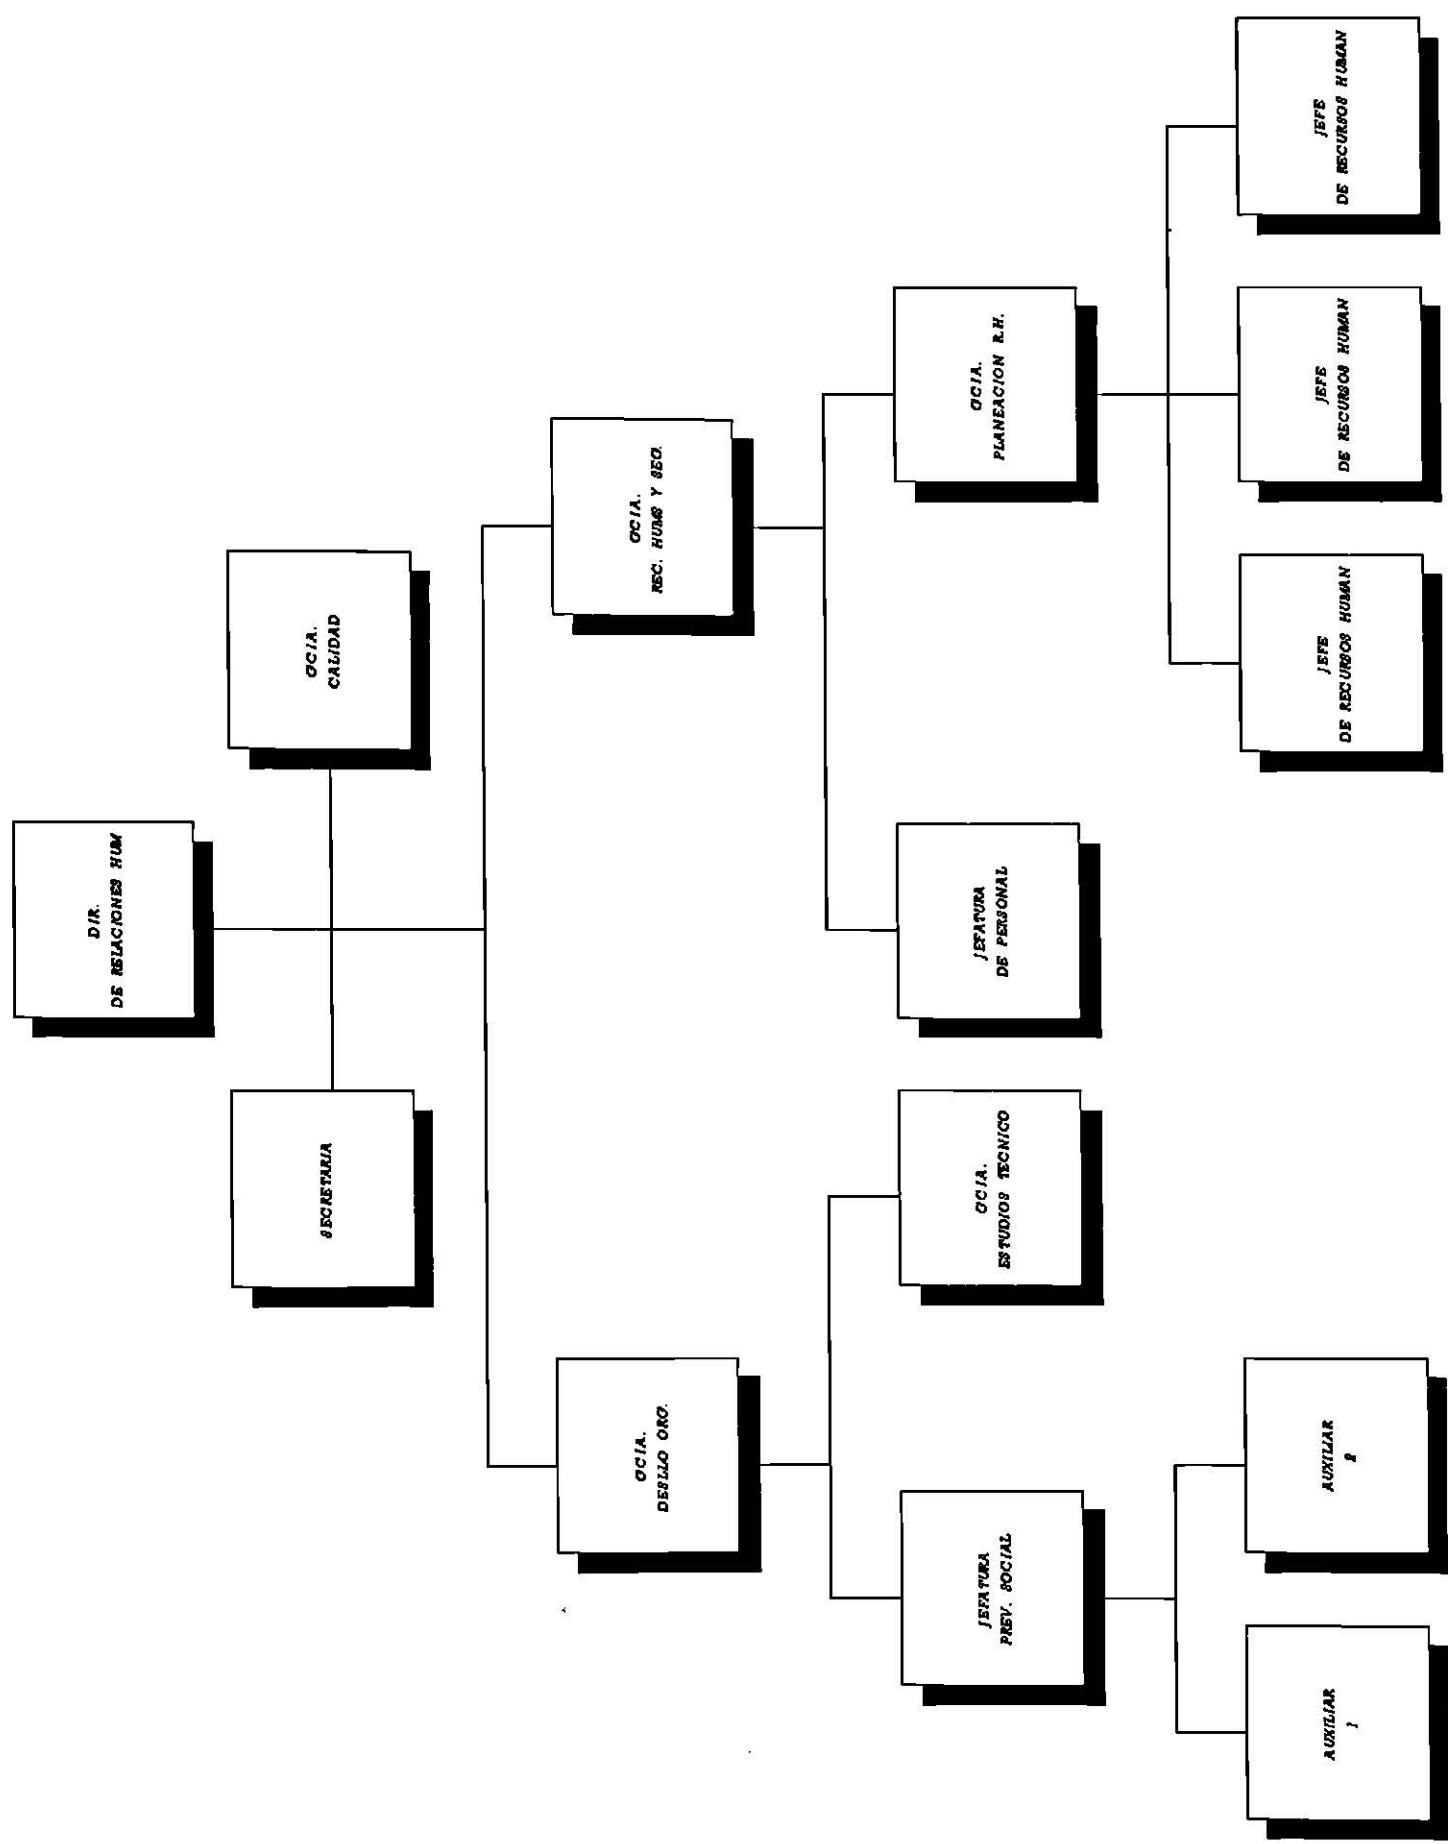 DIR.
DE RELACIONES HUM
SECRETARIA
GCIA.
CALIDAD
GCIA.
DESLLO ORG.
GCIA.
REC. HUMS Y SEG.
JEFATURA
PREV. SOCIAL
GCIA.
ESTUDIOS TECNICO
JEFATURA
DE PERSONAL
GCIA.
PLANEACION R.H.
AUXILIAR
1
AUXILIAR
2
JEFE
DE RECURSOS HUMAN
JEFE
DE RECURSOS HUMAN
JEFE
DE RECURSOS HUMAN